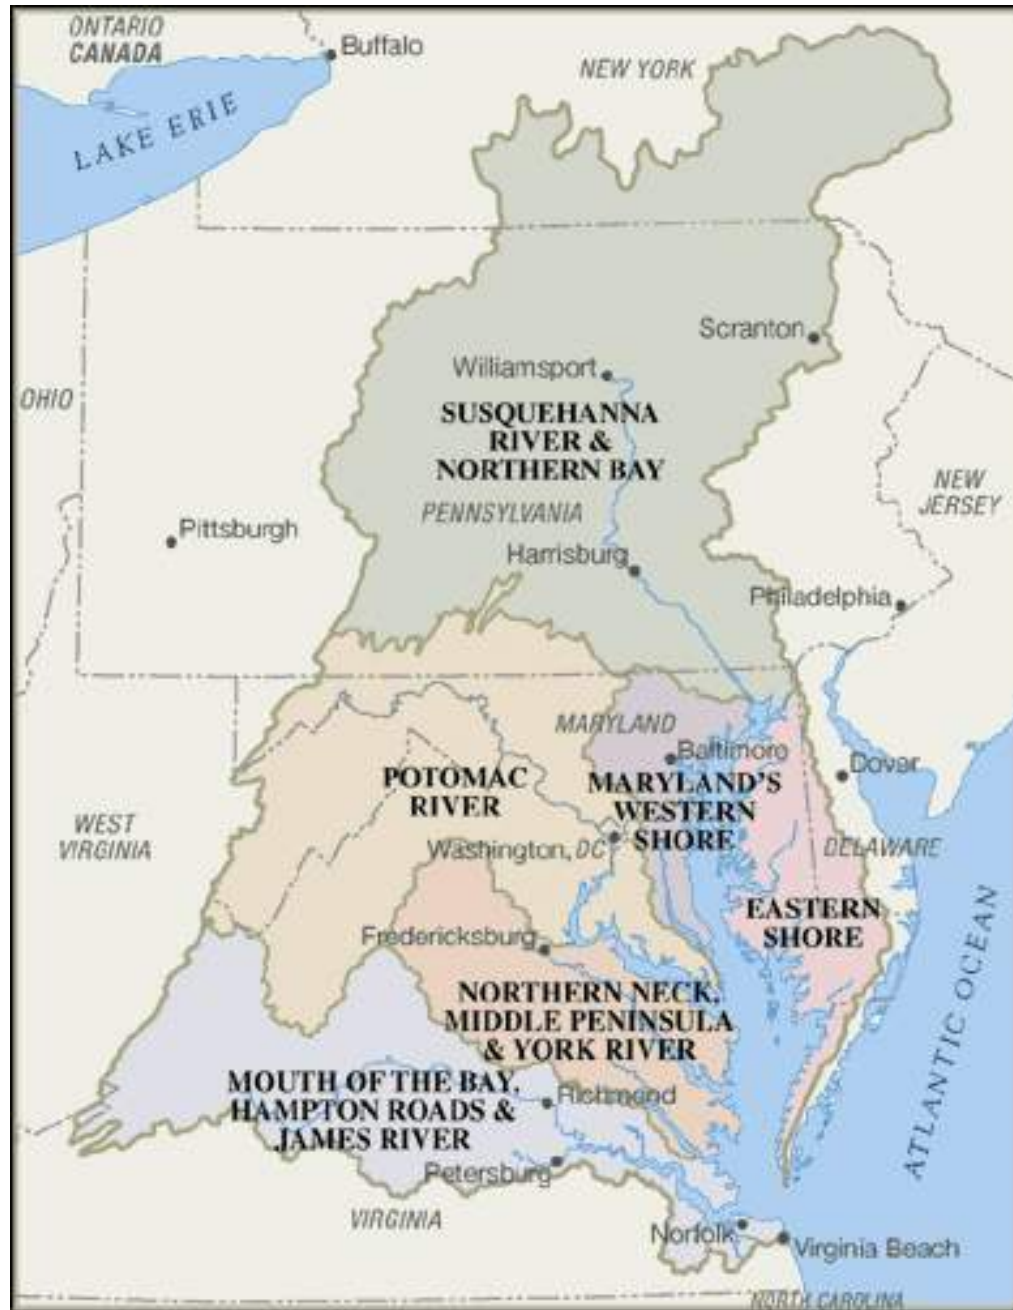 ONTARIO
CANADA
Buffalo
NEW YORK
LAKE ERIE
Scranton
Williamsport
OHIO
SUSQUEHANNA
RIVER &
NORTHERN BAY
NEW
JERSEY
PENNSYLVANIA
Pittsburgh
Harrisburg
Philadelphia
MARYLAND
Baltimore
Dover
POTOMAC
RIVER
MARYLAND'S
WESTERN
SHORE
WEST
VIRGINIA
Washington, DC
DELAWARE
EASTERN
SHORE
Fredericksburg
ATLANTIC OCEAN
NORTHERN NECK,
MIDDLE PENINSULA
& YORK RIVER
MOUTH OF THE BAY,
HAMPTON ROADS &
JAMES RIVER
Richmond
Petersburg
VIRGINIA
Norfolk
Virginia Beach
NORTH CAROLINA